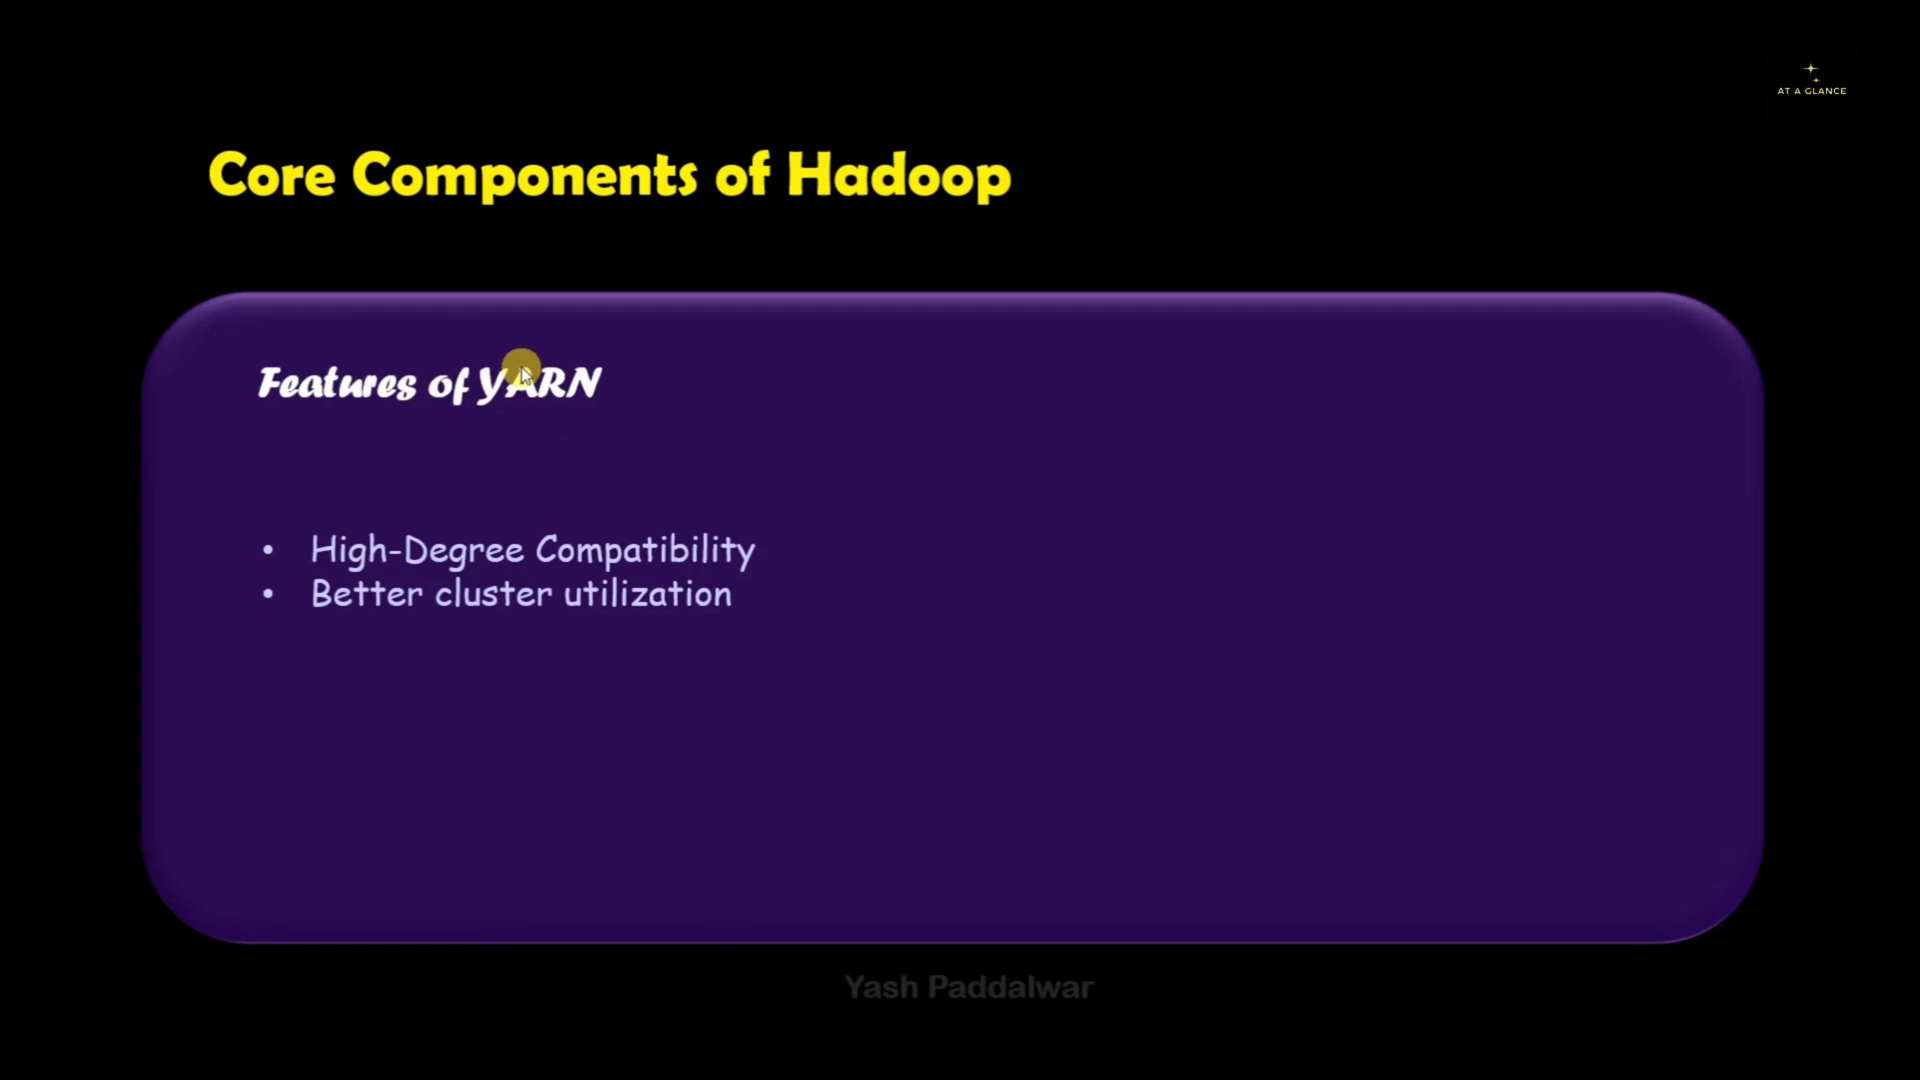 AT A GLANCE
Core Components of Hadoop
Features of YARN
• High-Degree Compatibility
• Better cluster utilization
Yash Paddalwar